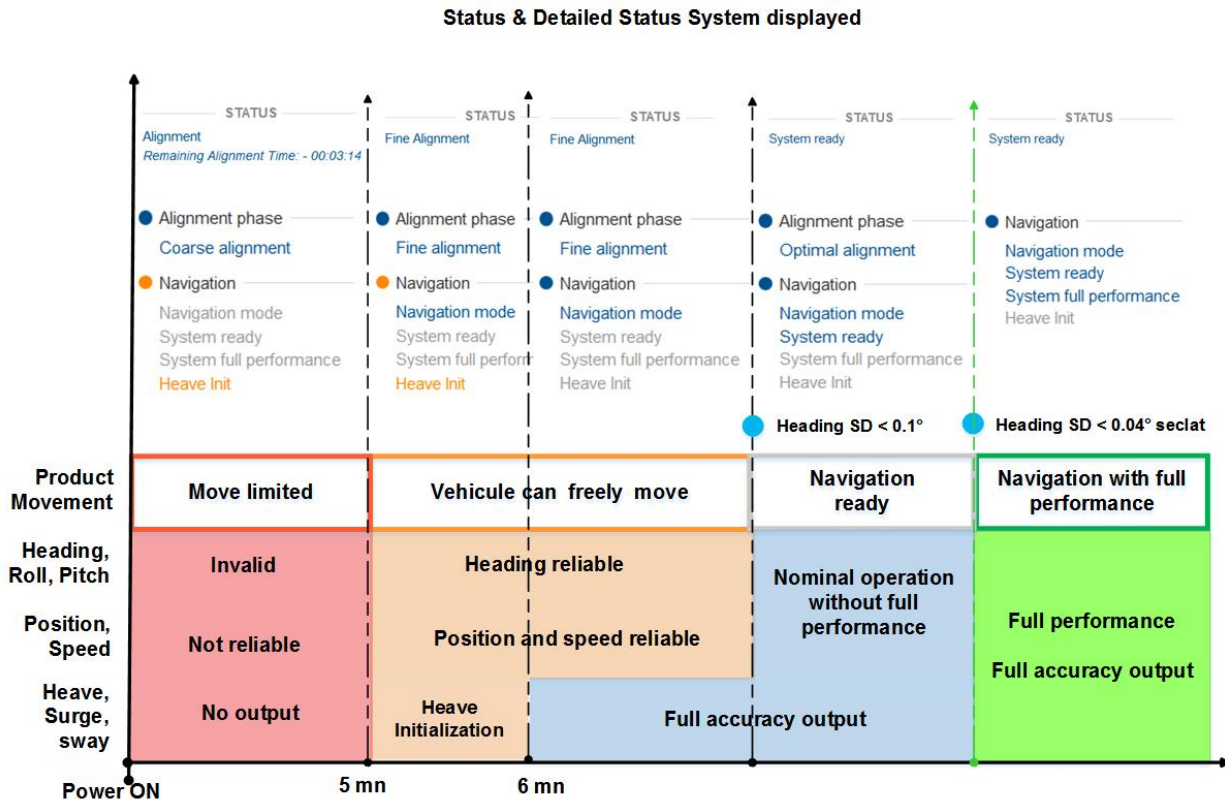 Status & Detailed Status System displayed
STATUS
Alignment
Remaining Alignment Time: - 00:03:14
Alignment phase
Coarse alignment
Navigation
Navigation mode
System ready
System full performance
Heave Init
STATUS
Fine Alignment
Alignment phase
Fine alignment
Navigation
Navigation mode
System ready
System full perforr
Heave Init
STATUS
Fine Alignment
Alignment phase
Fine alignment
Navigation
Navigation mode
System ready
System full performance
Heave Init
STATUS
System ready
Alignment phase
Optimal alignment
Navigation
Navigation mode
System ready
System full performance
Heave Init
STATUS
System ready
Navigation
Navigation mode
System ready
System full performance
Heave Init
Heading SD < 0.1°
Heading SD < 0.04° seclat
Product
Movement
Move limited
Vehicule can freely move
Navigation
ready
Navigation with full
performance
Heading,
Roll, Pitch
Invalid
Heading reliable
Nominal operation
without full
performance
Position,
Speed
Not reliable
Position and speed reliable
Full performance
Full accuracy output
Heave,
Surge,
sway
No output
Heave
Initialization
Full accuracy output
Power ON
5 mn
6 mn